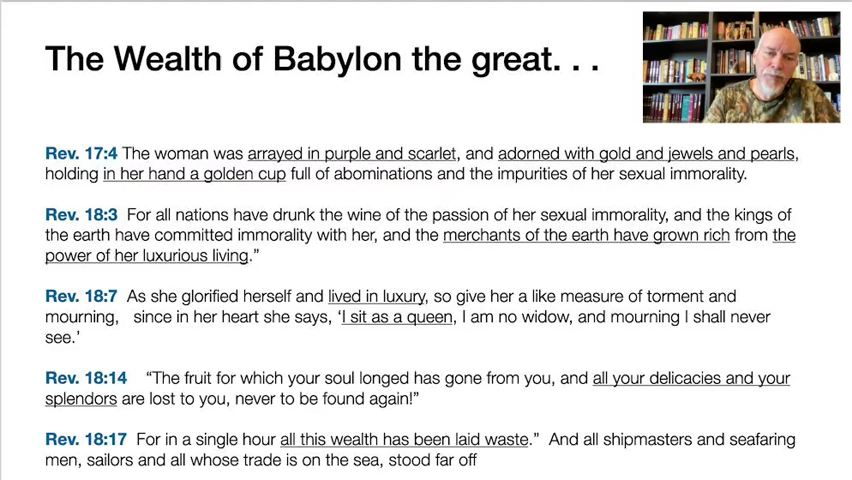 The Wealth of Babylon the great. . .
Rev. 17:4 The woman was arrayed in purple and scarlet, and adorned with gold and jewels and pearls,
holding in her hand a golden cup full of abominations and the impurities of her sexual immorality.
Rev. 18:3 For all nations have drunk the wine of the passion of her sexual immorality, and the kings of
the earth have committed immorality with her, and the merchants of the earth have grown rich from the
power of her luxurious living.”
Rev. 18:7 As she glorified herself and lived in luxury, so give her a like measure of torment and
mourning, since in her heart she says, ‘I sit as a queen, I am no widow, and mourning I shall never
see.’
Rev. 18:14 “The fruit for which your soul longed has gone from you, and all your delicacies and your
splendors are lost to you, never to be found again!”
Rev. 18:17 For in a single hour all this wealth has been laid waste.” And all shipmasters and seafaring
men, sailors and all whose trade is on the sea, stood far off